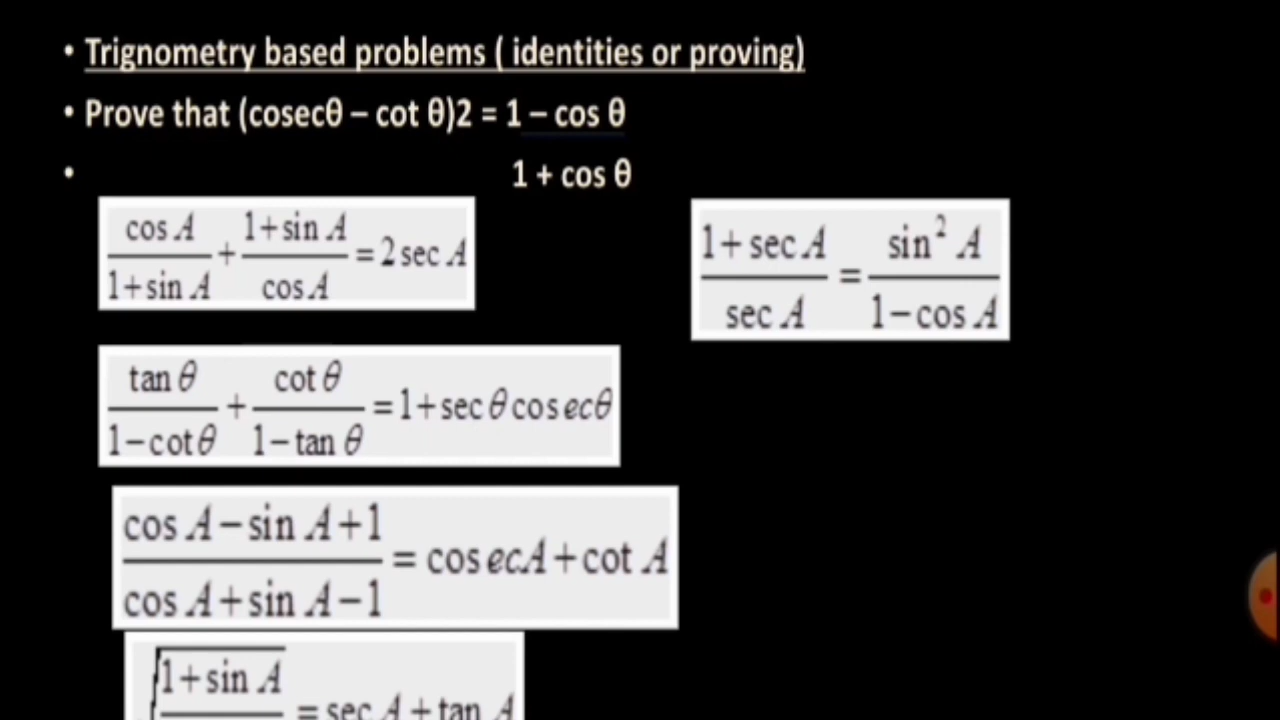 • Trignometry based problems ( identities or proving)
• Prove that (cosecθ – cot θ)2 = 1 – cos θ
• 1 + cos θ
cos A / 1+sin A + 1+sin A / cos A = 2 sec A
1+sec A / sec A = sin² A / 1−cos A
tan θ / 1−cot θ + cot θ / 1−tan θ = 1+sec θ cos ecθ
cos A−sin A+1 / cos A+sin A−1 = cos ecA+cot A
√1+sin A = sec A+tan A